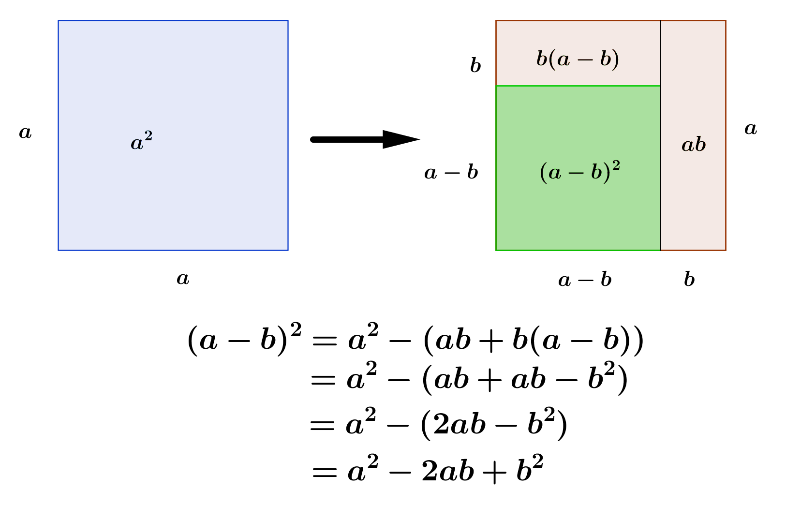 a
a²
a
b
b(a − b)
a − b
(a − b)²
ab
a
a − b
b
(a − b)² = a² − (ab + b(a − b))
= a² − (ab + ab − b²)
= a² − (2ab − b²)
= a² − 2ab + b²